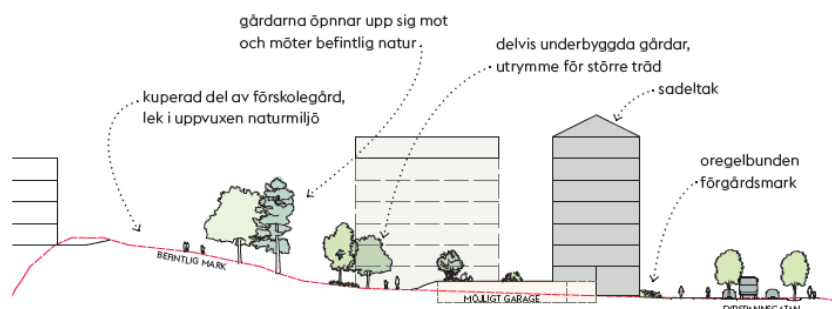 gårdarna öpnnar upp sig mot
och möter befintlig natur
delvis underbyggda gårdar,
utrymme för större träd
sadeltak
kuperad del av förskolegård,
lek i uppvuxen naturmiljö
oregelbunden
förgårdsmark
BEFINTLIG MARK
MÖJLIGT GARAGE